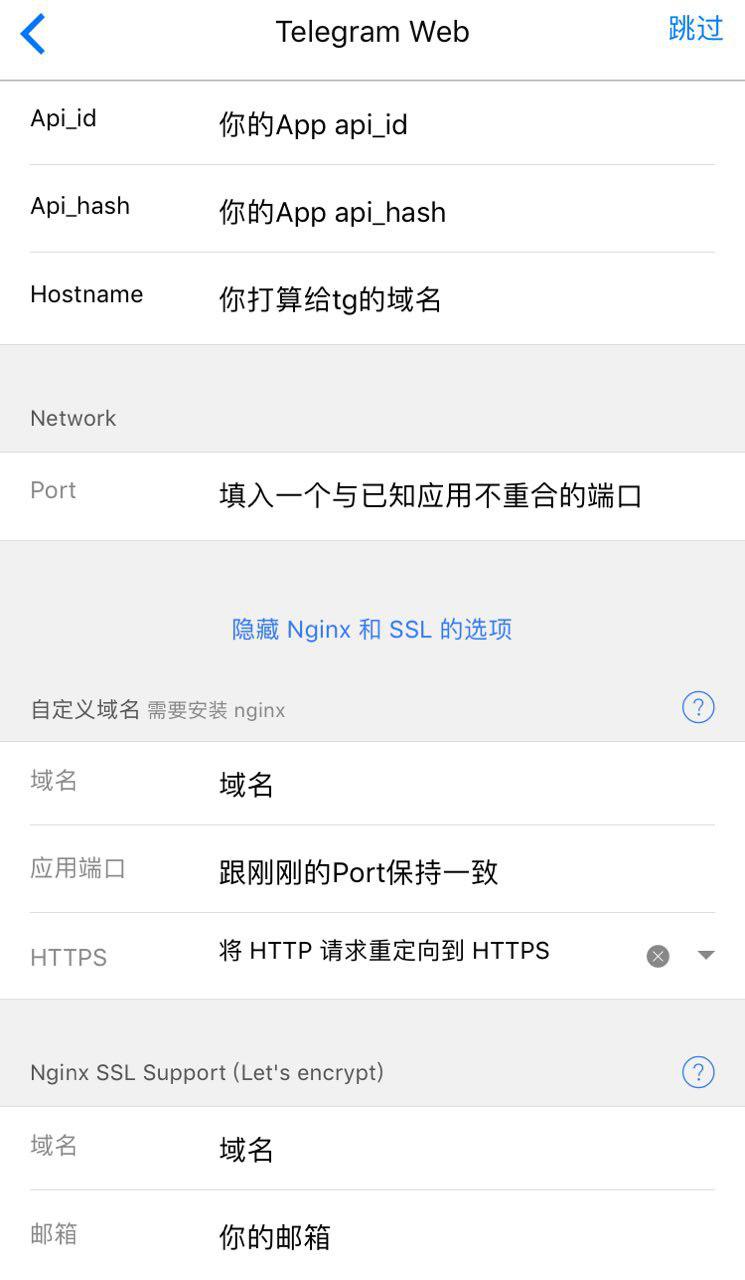 Telegram Web 跳过
Api_id 你的App api_id
Api_hash 你的App api_hash
Hostname 你打算给tg的域名
Network
Port 填入一个与已知应用不重合的端口
隐藏 Nginx 和 SSL 的选项
自定义域名 需要安装 nginx ?
域名 域名
应用端口 跟刚刚的Port保持一致
HTTPS 将 HTTP 请求重定向到 HTTPS
Nginx SSL Support (Let's encrypt) ?
域名 域名
邮箱 你的邮箱